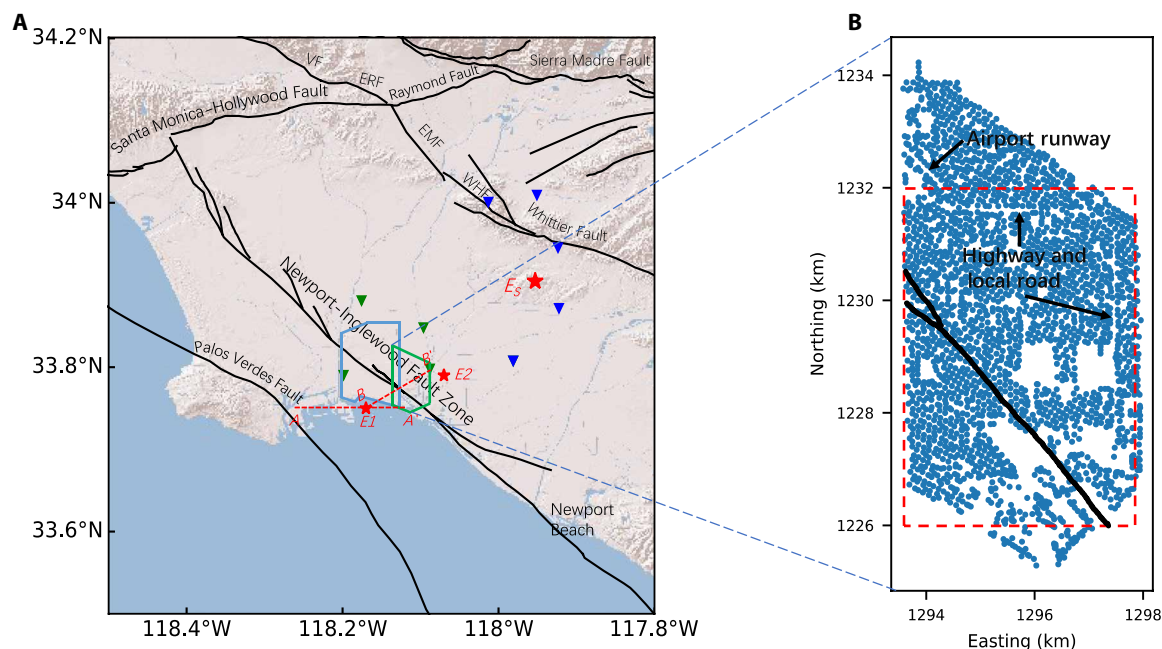 A
B
34.2°N
34°N
33.8°N
33.6°N
118.4°W
118.2°W
118°W
117.8°W
VF
ERF
Raymond Fault
Sierra Madre Fault
Santa Monica–Hollywood Fault
EMF
WHF
Whittier Fault
Newport–Inglewood Fault Zone
Palos Verdes Fault
Es
E2
E1
B
B'
A
A'
Newport
Beach
1234
1232
1230
1228
1226
Northing (km)
Airport runway
Highway and
local road
1294
1296
1298
Easting (km)